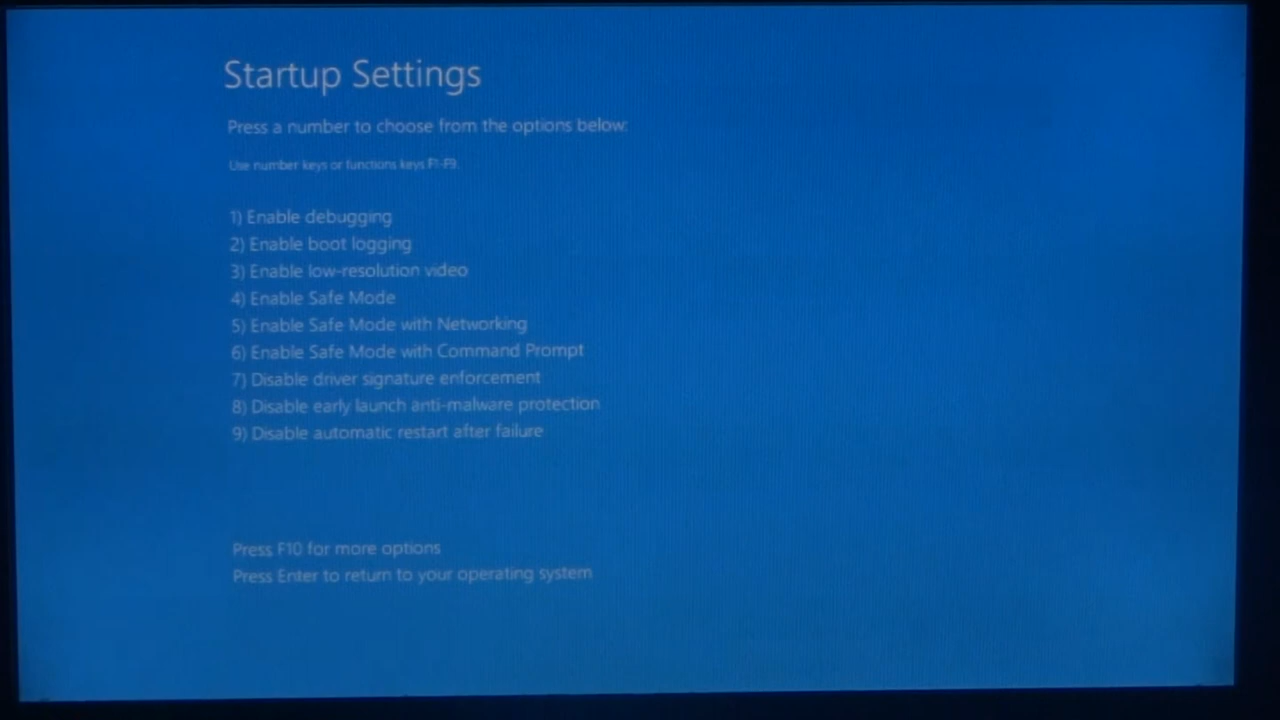 Startup Settings
Press a number to choose from the options below:
Use number keys or functions keys F1-F9.
1) Enable debugging
2) Enable boot logging
3) Enable low-resolution video
4) Enable Safe Mode
5) Enable Safe Mode with Networking
6) Enable Safe Mode with Command Prompt
7) Disable driver signature enforcement
8) Disable early launch anti-malware protection
9) Disable automatic restart after failure
Press F10 for more options
Press Enter to return to your operating system